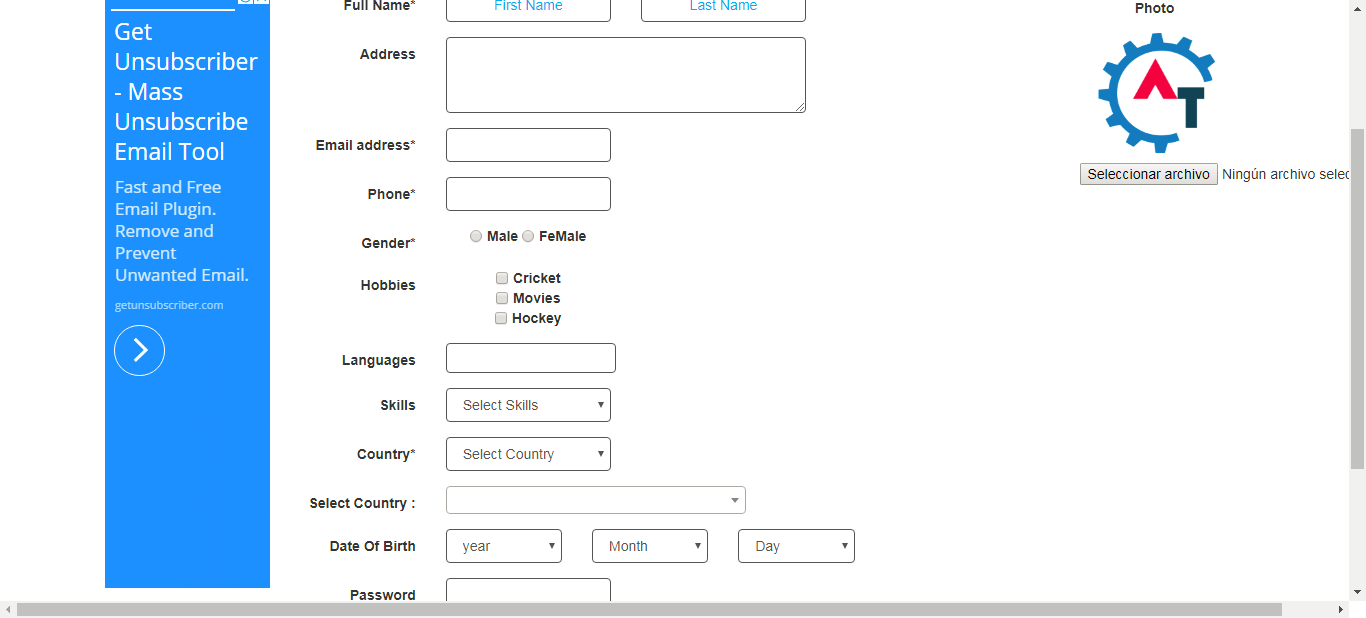 Full Name*
First Name
Last Name
Photo
Get
Unsubscriber
- Mass
Unsubscribe
Email Tool
Fast and Free
Email Plugin.
Remove and
Prevent
Unwanted Email.
getunsubscriber.com
Address
AT
Seleccionar archivo Ningún archivo selec
Email address*
Phone*
Gender*
Male FeMale
Hobbies
Cricket
Movies
Hockey
Languages
Skills
Select Skills
Country*
Select Country
Select Country :
Date Of Birth
year
Month
Day
Password